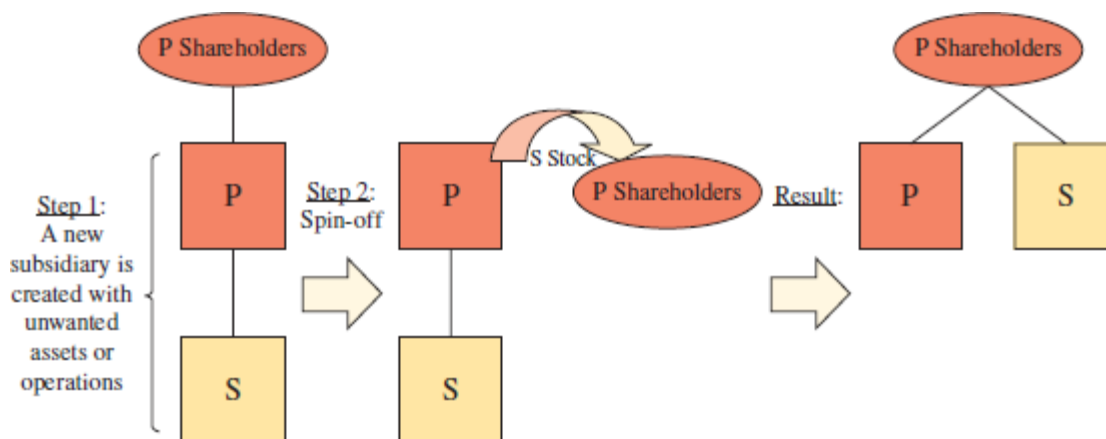 P Shareholders
Step 1:
A new
subsidiary is
created with
unwanted
assets or
operations
P
S
Step 2:
Spin-off
P
S
S Stock
P Shareholders
Result:
P Shareholders
P
S